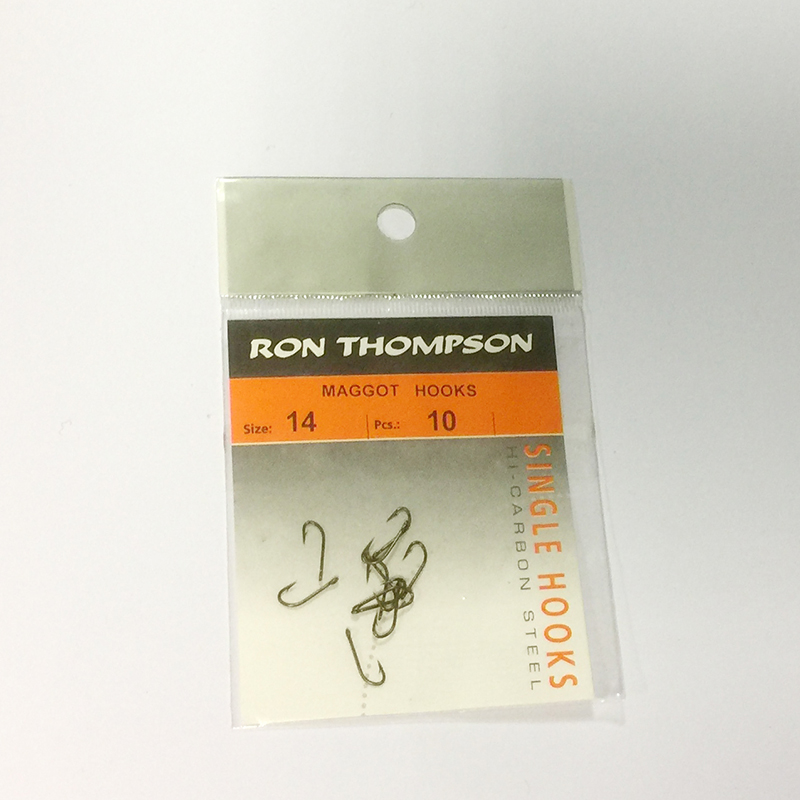 RON THOMPSON
MAGGOT HOOKS
Size: 14 Pcs.: 10
SINGLE HOOKS
HI-CARBON STEEL